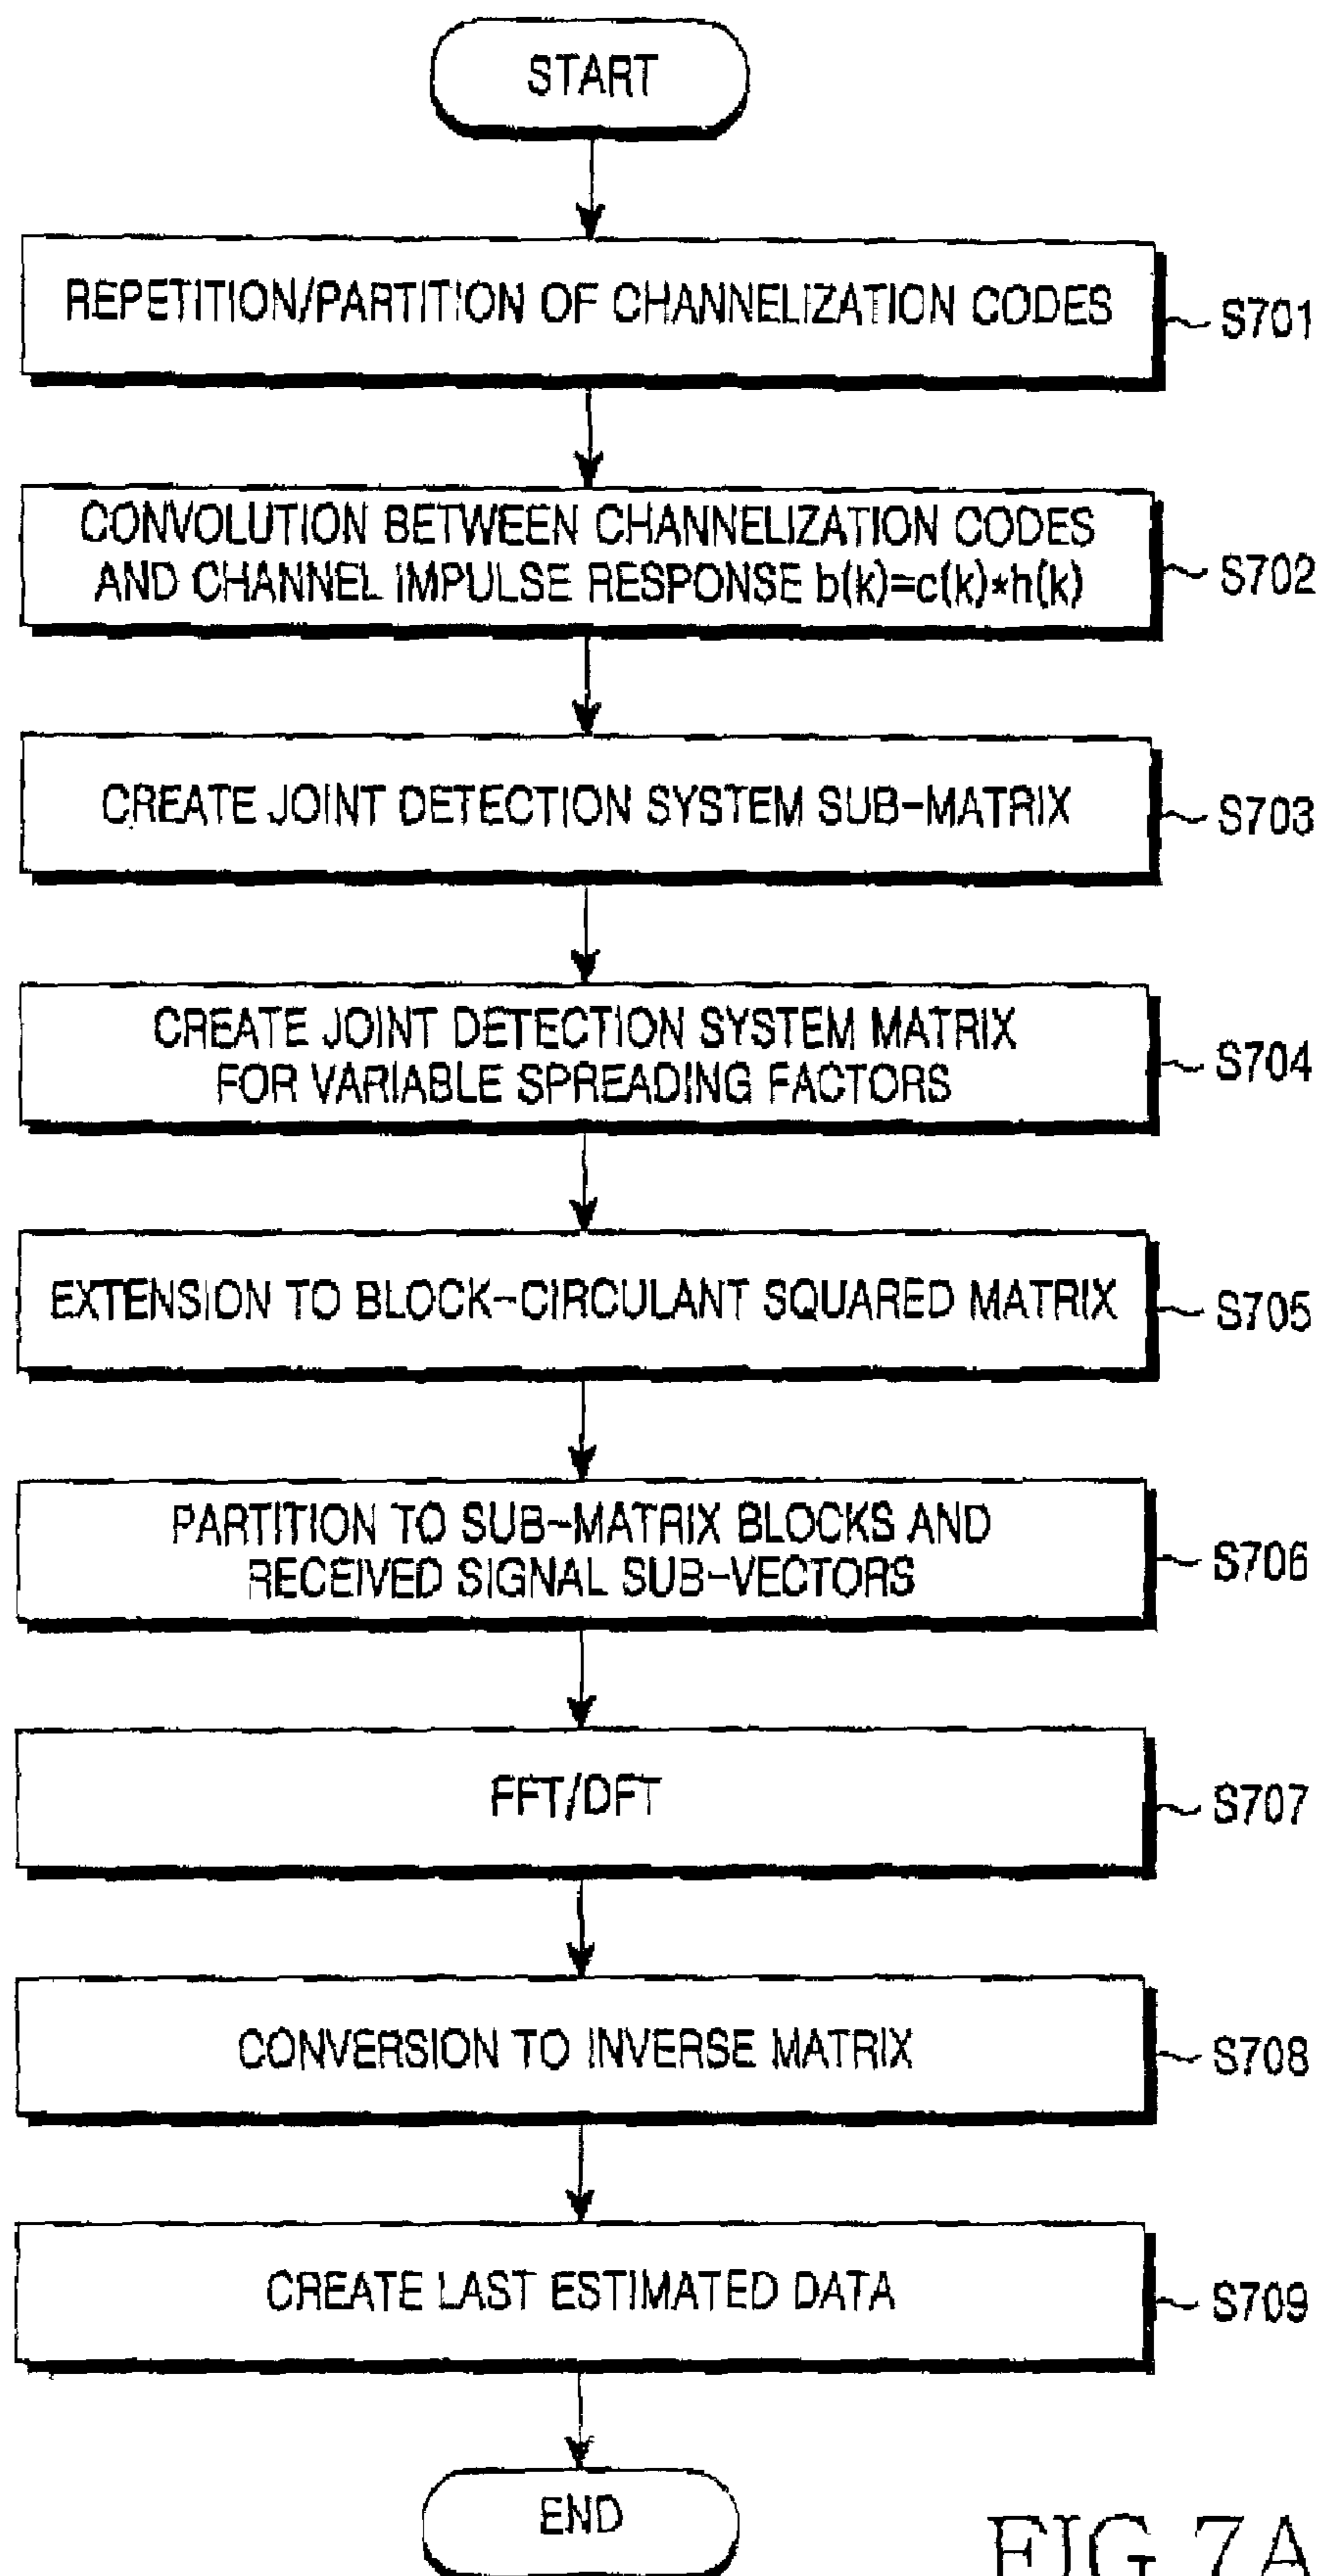 START
REPETITION/PARTITION OF CHANNELIZATION CODES
S701
CONVOLUTION BETWEEN CHANNELIZATION CODES
AND CHANNEL IMPULSE RESPONSE b(k)=c(k)*h(k)
S702
CREATE JOINT DETECTION SYSTEM SUB-MATRIX
S703
CREATE JOINT DETECTION SYSTEM MATRIX
FOR VARIABLE SPREADING FACTORS
S704
EXTENSION TO BLOCK-CIRCULANT SQUARED MATRIX
S705
PARTITION TO SUB-MATRIX BLOCKS AND
RECEIVED SIGNAL SUB-VECTORS
S706
FFT/DFT
S707
CONVERSION TO INVERSE MATRIX
S708
CREATE LAST ESTIMATED DATA
S709
END
FIG.7A